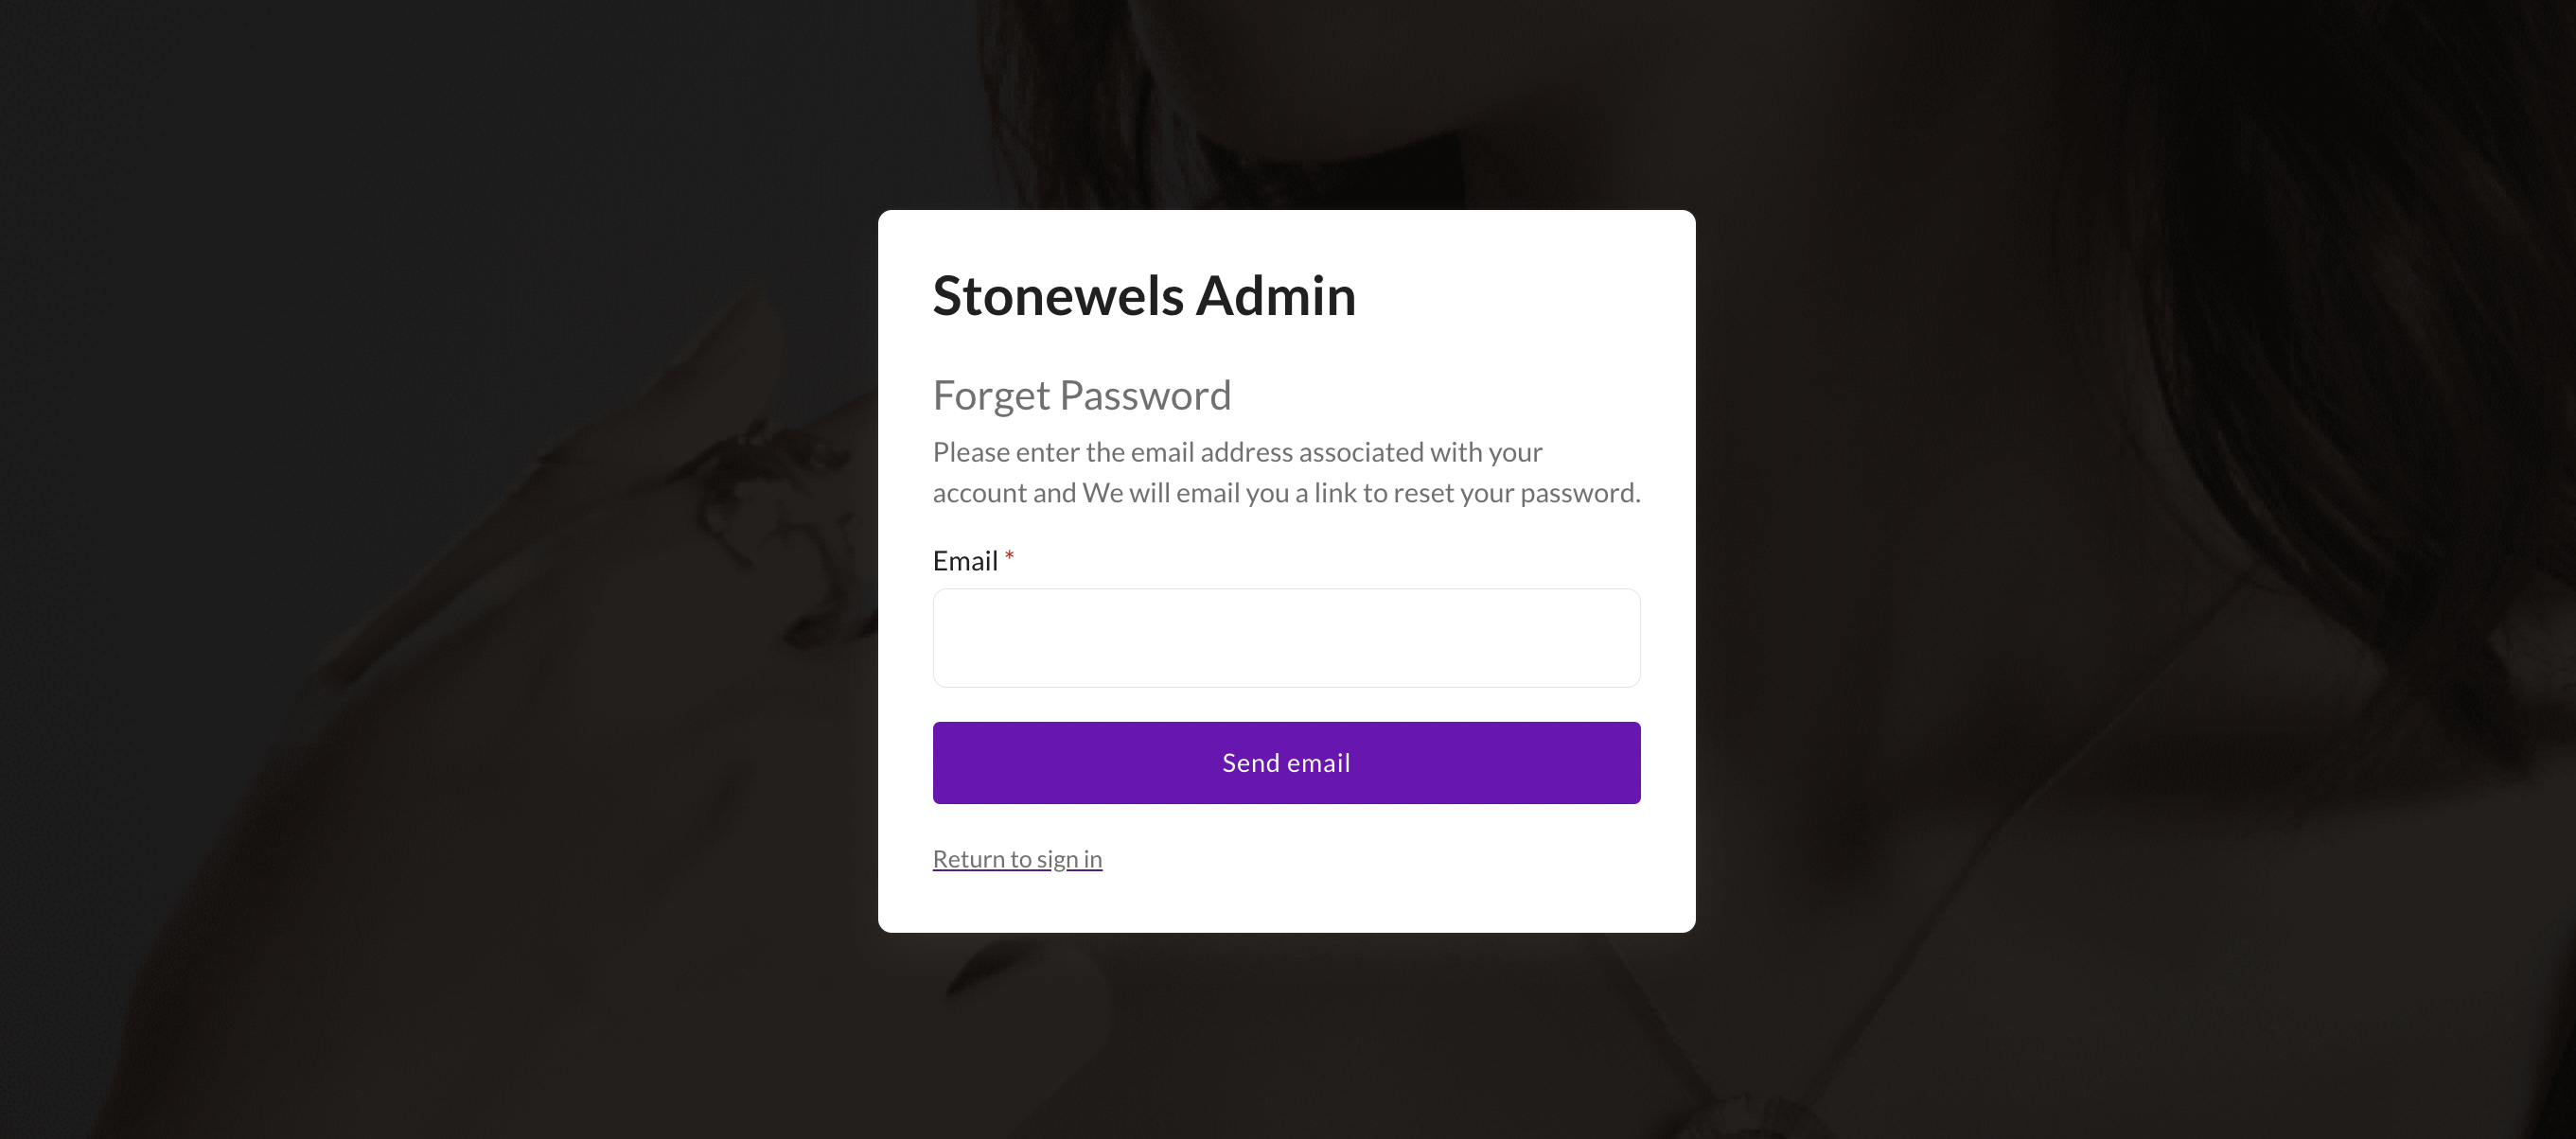 Stonewels Admin
Forget Password
Please enter the email address associated with your
account and We will email you a link to reset your password.
Email *
Send email
Return to sign in